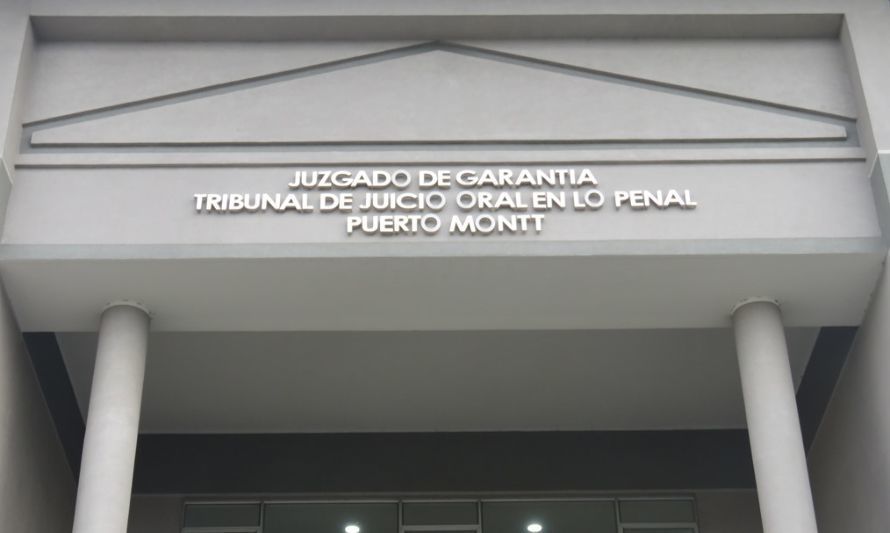 JUZGADO DE GARANTIA
TRIBUNAL DE JUICIO ORAL EN LO PENAL
PUERTO MONTT